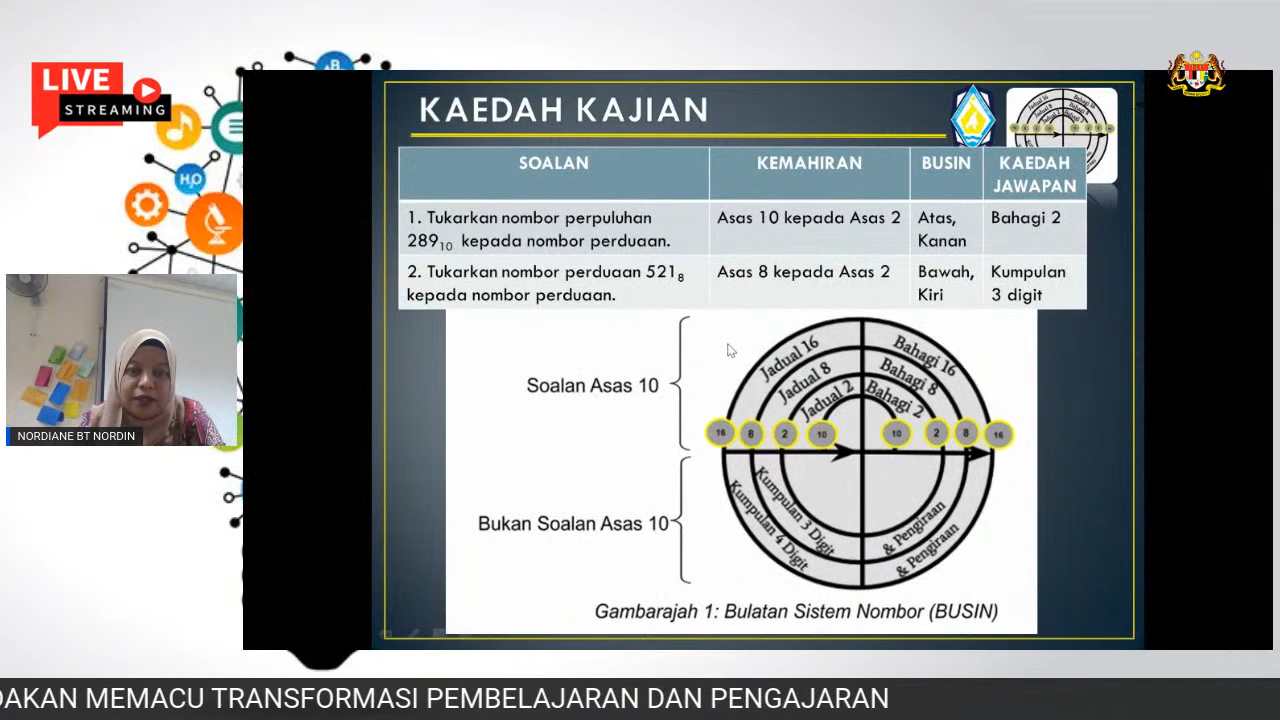 LIVE
STREAMING
B
H₂O
KAEDAH KAJIAN
SOALAN
KEMAHIRAN
BUSIN
KAEDAH
JAWAPAN
1. Tukarkan nombor perpuluhan
289₁₀ kepada nombor perduaan.
Asas 10 kepada Asas 2
Atas,
Kanan
Bahagi 2
2. Tukarkan nombor perduaan 521₈
kepada nombor perduaan.
Asas 8 kepada Asas 2
Bawah,
Kiri
Kumpulan
3 digit
Soalan Asas 10
Bukan Soalan Asas 10
Jadual 16
Jadual 8
Jadual 2
Bahagi 16
Bahagi 8
Bahagi 2
16 8 2 10 10 2 8 16
Kumpulan 3 Digit
Kumpulan 4 Digit
& Pengiraan
& Pengiraan
Gambarajah 1: Bulatan Sistem Nombor (BUSIN)
NORDIANE BT NORDIN
DAKAN MEMACU TRANSFORMASI PEMBELAJARAN DAN PENGAJARAN